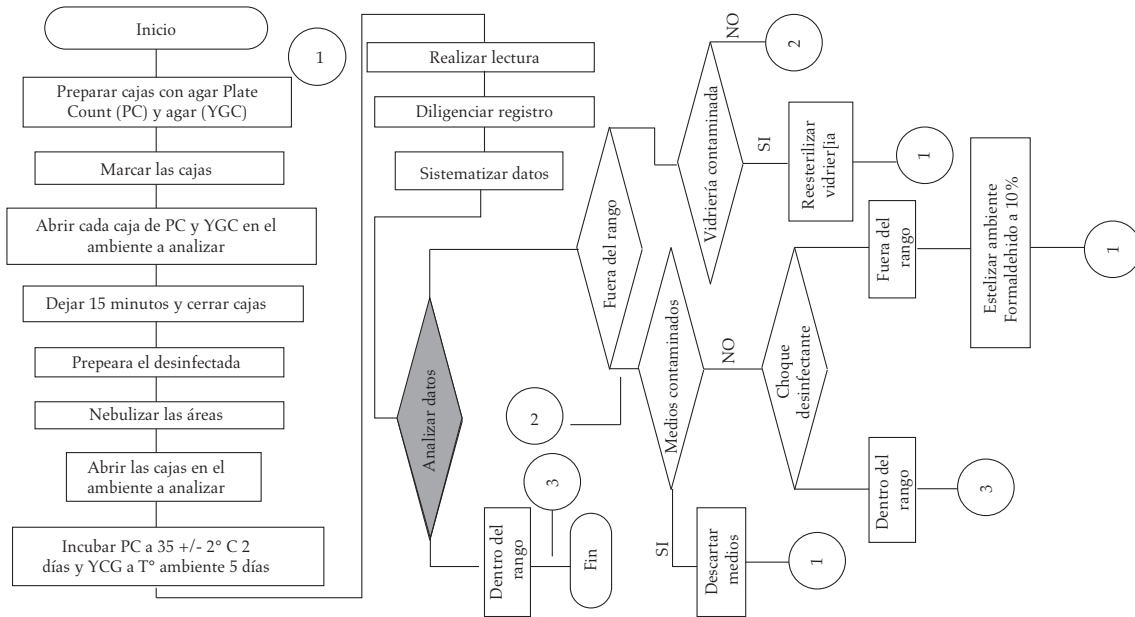 Inicio
1
Preparar cajas con agar Plate
Count (PC) y agar (YGC)
Marcar las cajas
Abrir cada caja de PC y YGC en el
ambiente a analizar
Dejar 15 minutos y cerrar cajas
Prepeara el desinfectada
Nebulizar las áreas
Abrir las cajas en el
ambiente a analizar
Incubar PC a 35 +/- 2° C 2
días y YCG a T° ambiente 5 días
Realizar lectura
Diligenciar registro
Sistematizar datos
Analizar datos
Dentro del
rango
3
Fin
Fuera del rango
2
Vidriería contaminada
NO
2
SI
Reesterilizar
vidrier[ia
1
Medios contaminados
SI
Descartar
medios
1
NO
Choque
desinfectante
Dentro del
rango
3
Fuera del
rango
Estelizar ambiente
Formaldehido a 10%
1